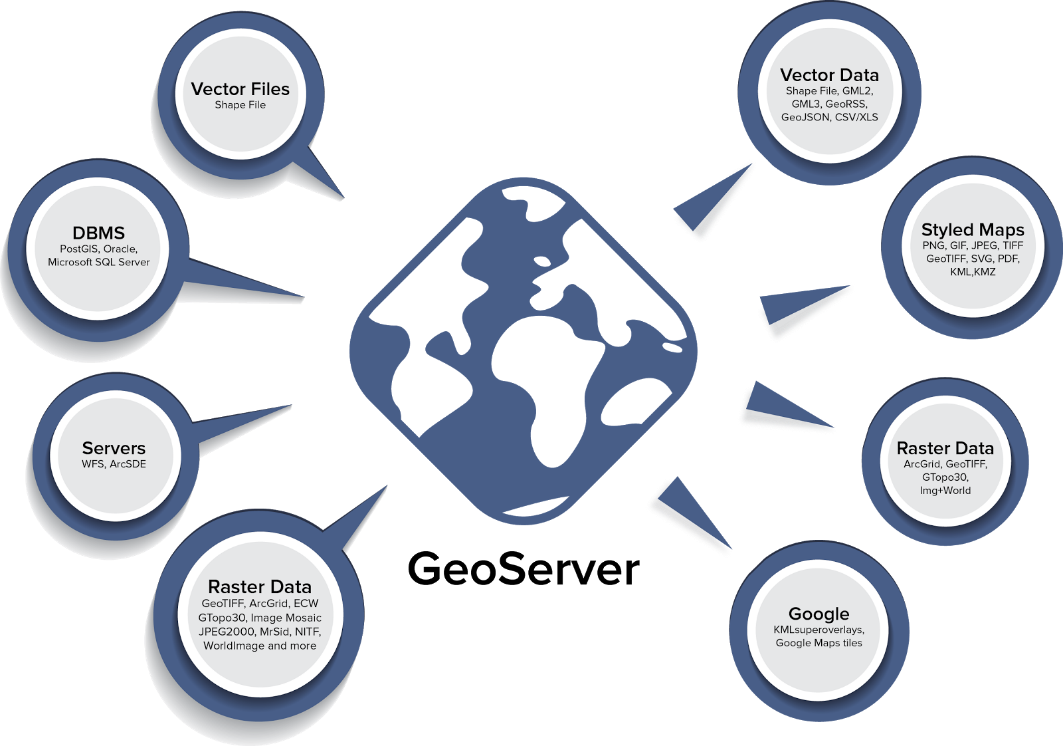 Vector Files
Shape File
DBMS
PostGIS, Oracle,
Microsoft SQL Server
Servers
WFS, ArcSDE
Raster Data
GeoTIFF, ArcGrid, ECW
GTopo30, Image Mosaic
JPEG2000, MrSid, NITF,
WorldImage and more
GeoServer
Vector Data
Shape File, GML2,
GML3, GeoRSS,
GeoJSON, CSV/XLS
Styled Maps
PNG, GIF, JPEG, TIFF
GeoTIFF, SVG, PDF,
KML,KMZ
Raster Data
ArcGrid, GeoTIFF,
GTopo30,
Img+World
Google
KMLsuperoverlays,
Google Maps tiles